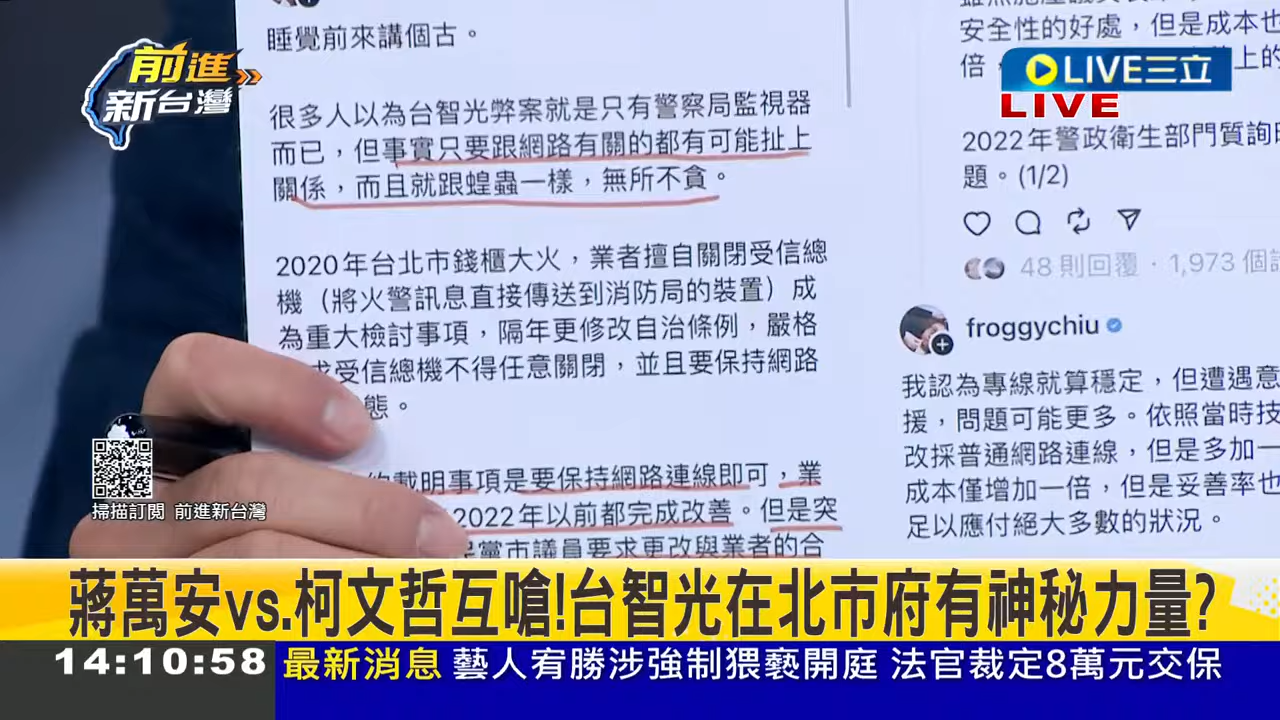 前進
新台灣
LIVE三立
LIVE
睡覺前來講個古。
很多人以為台智光弊案就是只有警察局監視器
而已，但事實只要跟網路有關的都有可能扯上
關係，而且就跟蝗蟲一樣，無所不貪。
2020年台北市錢櫃大火，業者擅自關閉受信總
機（將火警訊息直接傳送到消防局的裝置）成
為重大檢討事項，隔年更修改自治條例，嚴格
求受信總機不得任意關閉，並且要保持網路
態。
約載明事項是要保持網路連線即可，業
2022年以前都完成改善。但是突
民黨市議員要求更改與業者的合
安全性的好處，但是成本也
倍，
上的
2022年警政衛生部門質詢時
題。(1/2)
48 則回覆 · 1,973 個
froggychiu
我認為專線就算穩定，但遭遇意
援，問題可能更多。依照當時技
改採普通網路連線，但是多加一
成本僅增加一倍，但是妥善率也
足以應付絕大多數的狀況。
掃描訂閱 前進新台灣
蔣萬安vs.柯文哲互嗆!台智光在北市府有神秘力量?
14:10:58 最新消息 藝人宥勝涉強制猥褻開庭 法官裁定8萬元交保